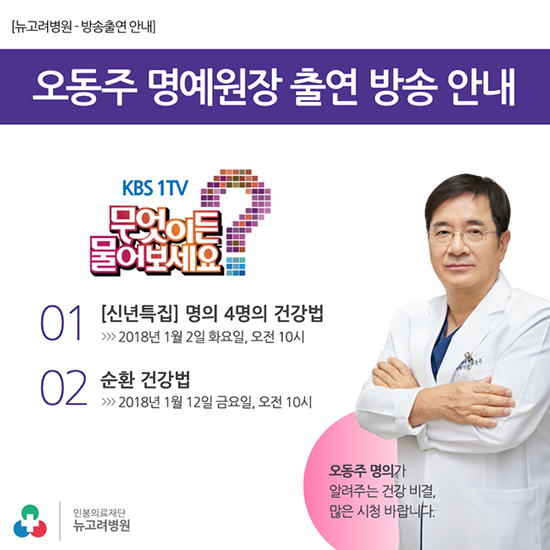 [뉴고려병원 - 방송출연 안내]
오동주 명예원장 출연 방송 안내
KBS 1TV
무엇이든
물어보세요
?
01 [신년특집] 명의 4명의 건강법
>>> 2018년 1월 2일 화요일, 오전 10시
02 순환 건강법
>>> 2018년 1월 12일 금요일, 오전 10시
오동주 명의가
알려주는 건강 비결,
많은 시청 바랍니다.
인봉의료재단
뉴고려병원